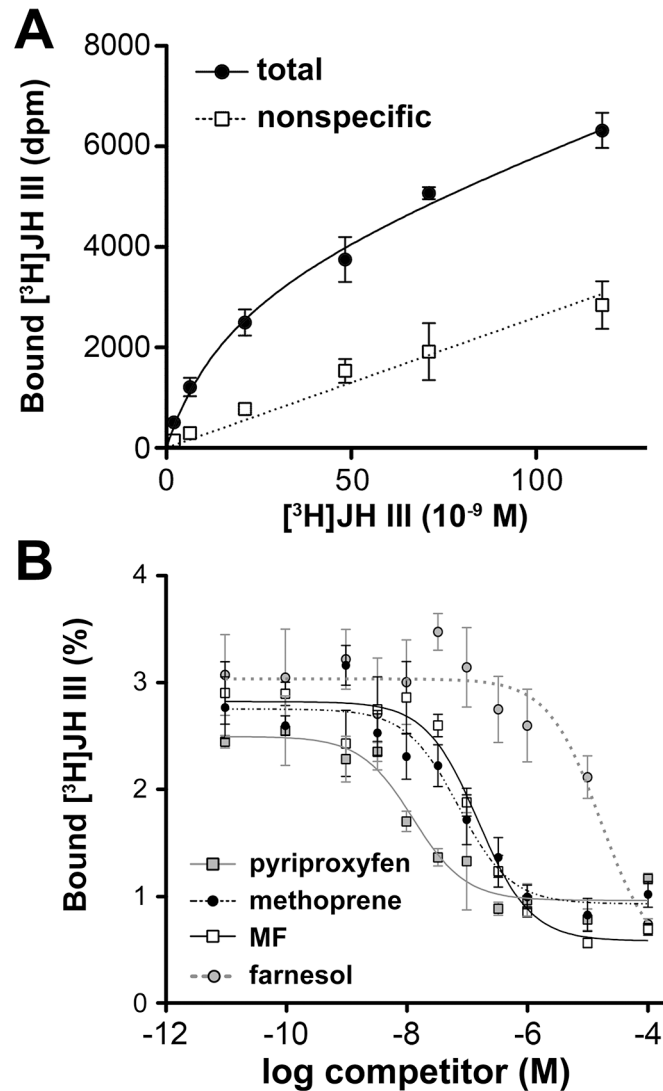 A
Bound [³H]JH III (dpm)
8000
6000
4000
2000
0
total
nonspecific
0
50
100
[³H]JH III (10⁻⁹ M)
B
Bound [³H]JH III (%)
4
3
2
1
0
pyriproxyfen
methoprene
MF
farnesol
-12
-10
-8
-6
-4
log competitor (M)